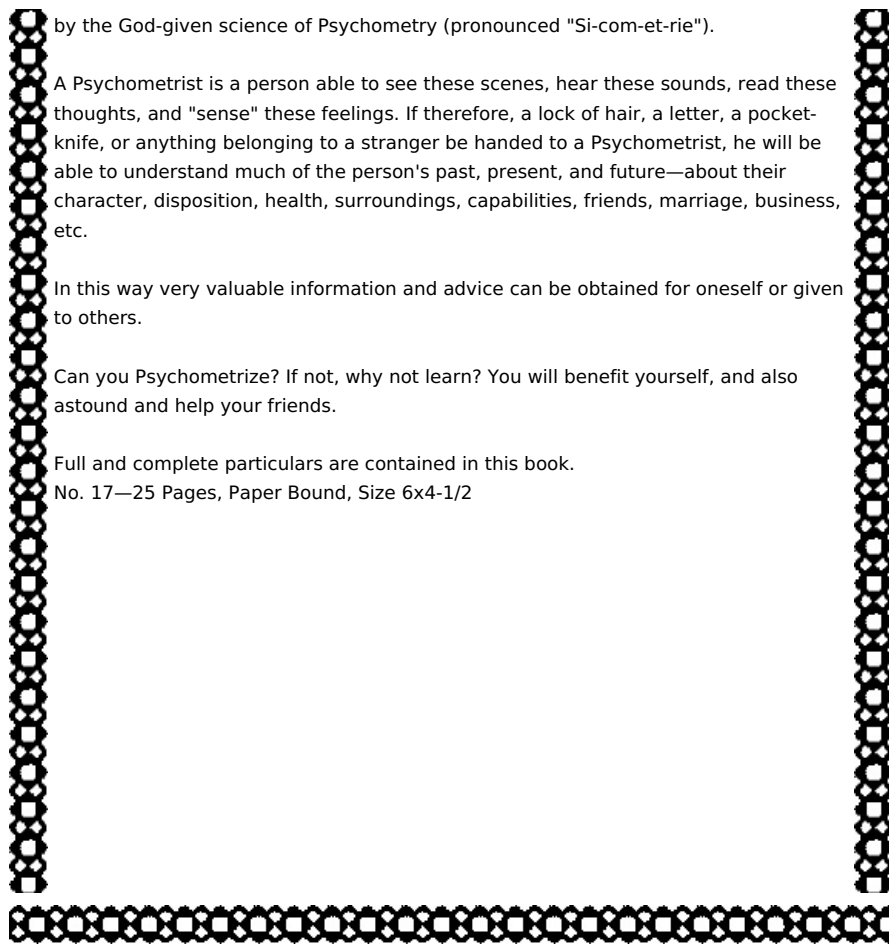 by the God-given science of Psychometry (pronounced "Si-com-et-rie").
A Psychometrist is a person able to see these scenes, hear these sounds, read these
thoughts, and "sense" these feelings. If therefore, a lock of hair, a letter, a pocket-
knife, or anything belonging to a stranger be handed to a Psychometrist, he will be
able to understand much of the person's past, present, and future—about their
character, disposition, health, surroundings, capabilities, friends, marriage, business,
etc.
In this way very valuable information and advice can be obtained for oneself or given
to others.
Can you Psychometrize? If not, why not learn? You will benefit yourself, and also
astound and help your friends.
Full and complete particulars are contained in this book.
No. 17—25 Pages, Paper Bound, Size 6x4-1/2